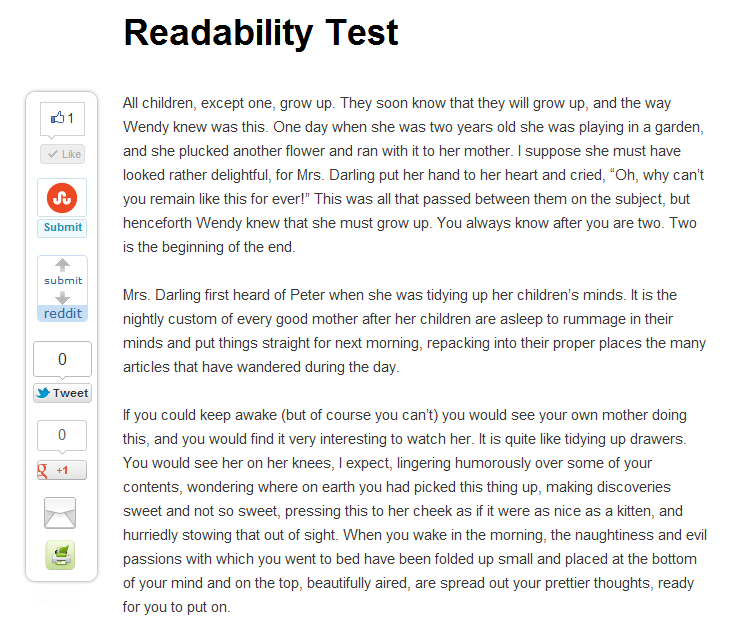 Readability Test
1
Like
Submit
submit
reddit
0
Tweet
0
g +1
All children, except one, grow up. They soon know that they will grow up, and the way
Wendy knew was this. One day when she was two years old she was playing in a garden,
and she plucked another flower and ran with it to her mother. I suppose she must have
looked rather delightful, for Mrs. Darling put her hand to her heart and cried, “Oh, why can’t
you remain like this for ever!” This was all that passed between them on the subject, but
henceforth Wendy knew that she must grow up. You always know after you are two. Two
is the beginning of the end.
Mrs. Darling first heard of Peter when she was tidying up her children’s minds. It is the
nightly custom of every good mother after her children are asleep to rummage in their
minds and put things straight for next morning, repacking into their proper places the many
articles that have wandered during the day.
If you could keep awake (but of course you can’t) you would see your own mother doing
this, and you would find it very interesting to watch her. It is quite like tidying up drawers.
You would see her on her knees, I expect, lingering humorously over some of your
contents, wondering where on earth you had picked this thing up, making discoveries
sweet and not so sweet, pressing this to her cheek as if it were as nice as a kitten, and
hurriedly stowing that out of sight. When you wake in the morning, the naughtiness and evil
passions with which you went to bed have been folded up small and placed at the bottom
of your mind and on the top, beautifully aired, are spread out your prettier thoughts, ready
for you to put on.